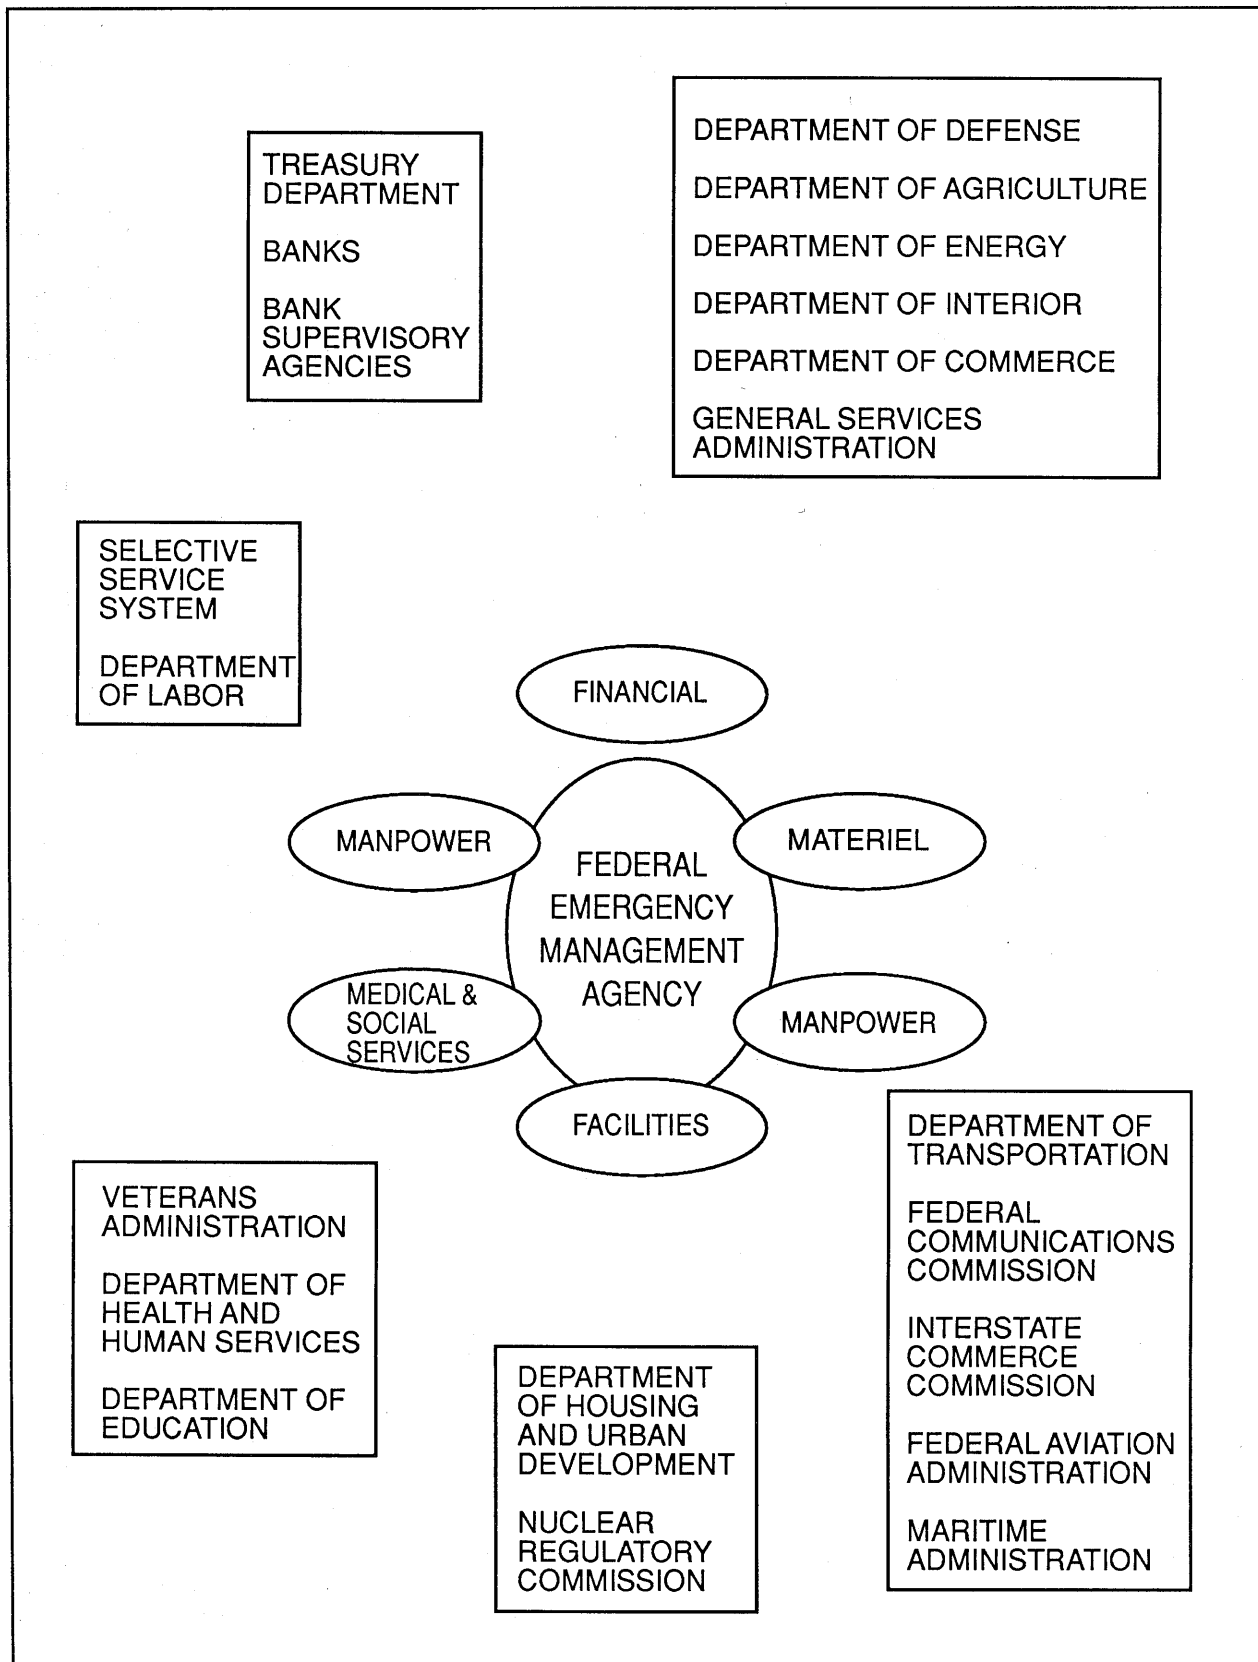 TREASURY
DEPARTMENT
BANKS
BANK
SUPERVISORY
AGENCIES
DEPARTMENT OF DEFENSE
DEPARTMENT OF AGRICULTURE
DEPARTMENT OF ENERGY
DEPARTMENT OF INTERIOR
DEPARTMENT OF COMMERCE
GENERAL SERVICES
ADMINISTRATION
SELECTIVE
SERVICE
SYSTEM
DEPARTMENT
OF LABOR
FINANCIAL
MANPOWER
MATERIEL
FEDERAL
EMERGENCY
MANAGEMENT
AGENCY
MEDICAL &
SOCIAL
SERVICES
MANPOWER
FACILITIES
VETERANS
ADMINISTRATION
DEPARTMENT OF
HEALTH AND
HUMAN SERVICES
DEPARTMENT OF
EDUCATION
DEPARTMENT
OF HOUSING
AND URBAN
DEVELOPMENT
NUCLEAR
REGULATORY
COMMISSION
DEPARTMENT OF
TRANSPORTATION
FEDERAL
COMMUNICATIONS
COMMISSION
INTERSTATE
COMMERCE
COMMISSION
FEDERAL AVIATION
ADMINISTRATION
MARITIME
ADMINISTRATION